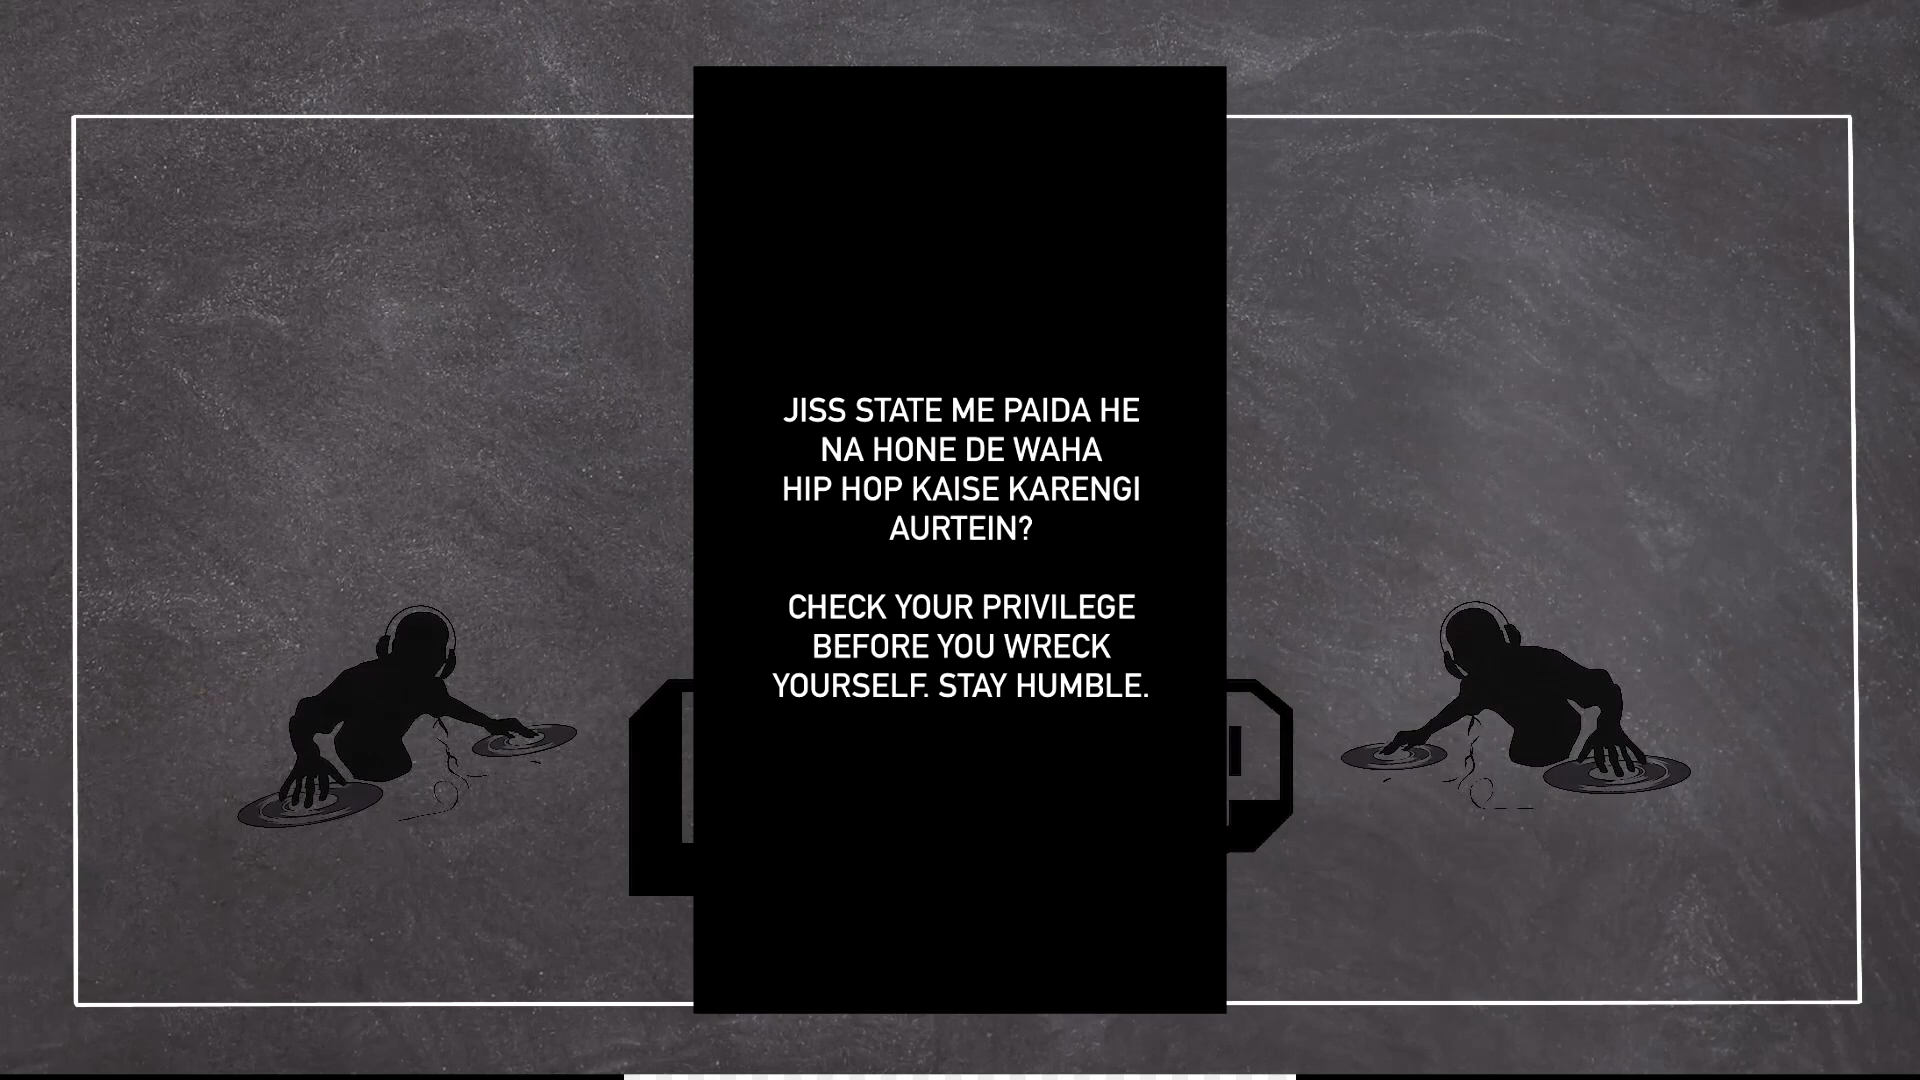 JISS STATE ME PAIDA HE
NA HONE DE WAHA
HIP HOP KAISE KARENGI
AURTEIN?
CHECK YOUR PRIVILEGE
BEFORE YOU WRECK
YOURSELF. STAY HUMBLE.